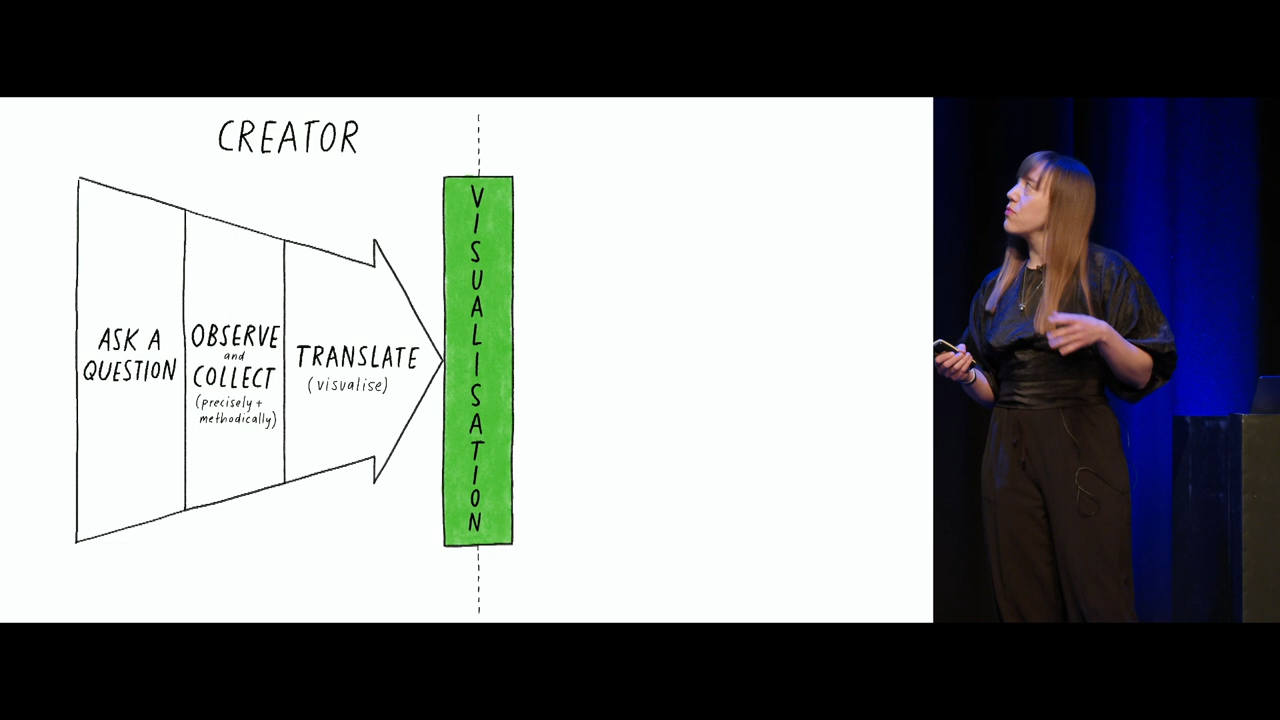 CREATOR
ASK A
QUESTION
OBSERVE
and
COLLECT
(precisely +
methodically)
TRANSLATE
(visualise)
VISUALISATION